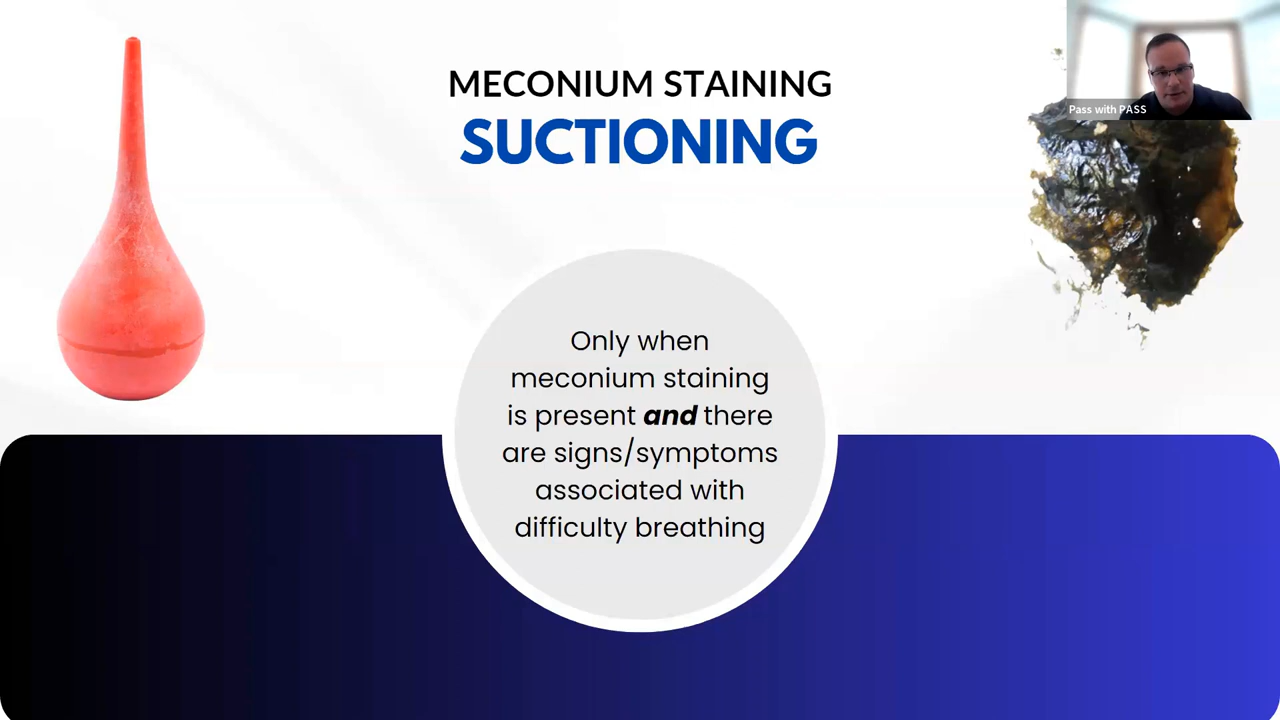 MECONIUM STAINING
SUCTIONING
Pass with PASS
Only when
meconium staining
is present and there
are signs/symptoms
associated with
difficulty breathing